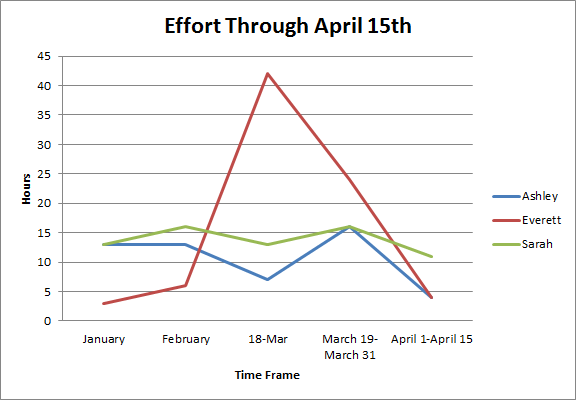 Effort Through April 15th
45
40
35
30
25
20
15
10
5
0
Hours
January February 18-Mar March 19- April 1-April 15
March 31
Time Frame
Ashley
Everett
Sarah